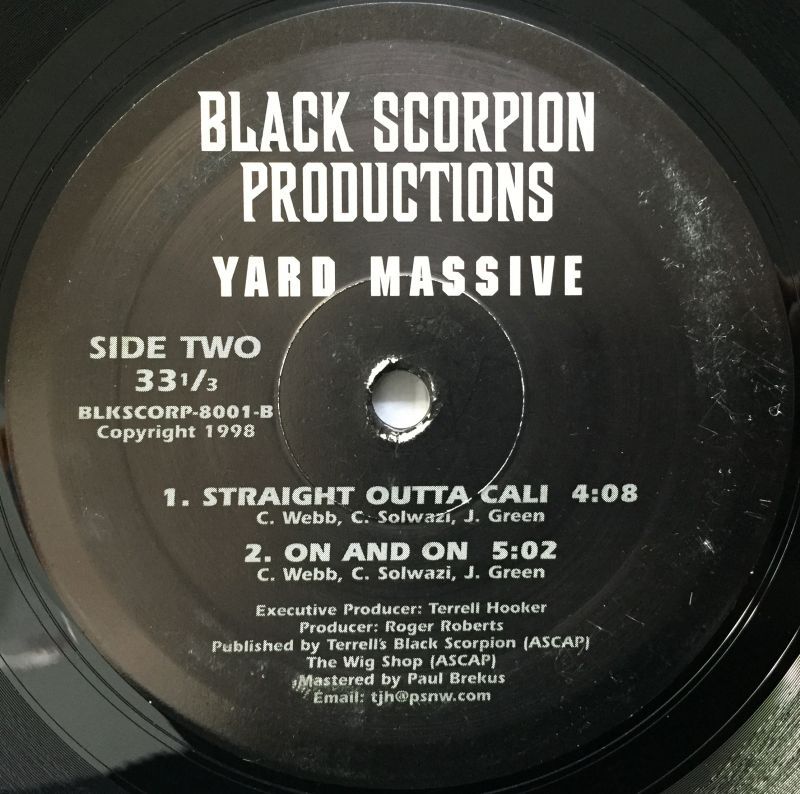 BLACK SCORPION
PRODUCTIONS
YARD MASSIVE
SIDE TWO
33 1/3
BLKSCORP-8001-B
Copyright 1998
1. STRAIGHT OUTTA CALI 4:08
C. Webb, C. Solwazi, J. Green
2. ON AND ON 5:02
C. Webb, C. Solwazi, J. Green
Executive Producer: Terrell Hooker
Producer: Roger Roberts
Published by Terrell's Black Scorpion (ASCAP)
The Wig Shop (ASCAP)
Mastered by Paul Brekus
Email: tjh@psnw.com